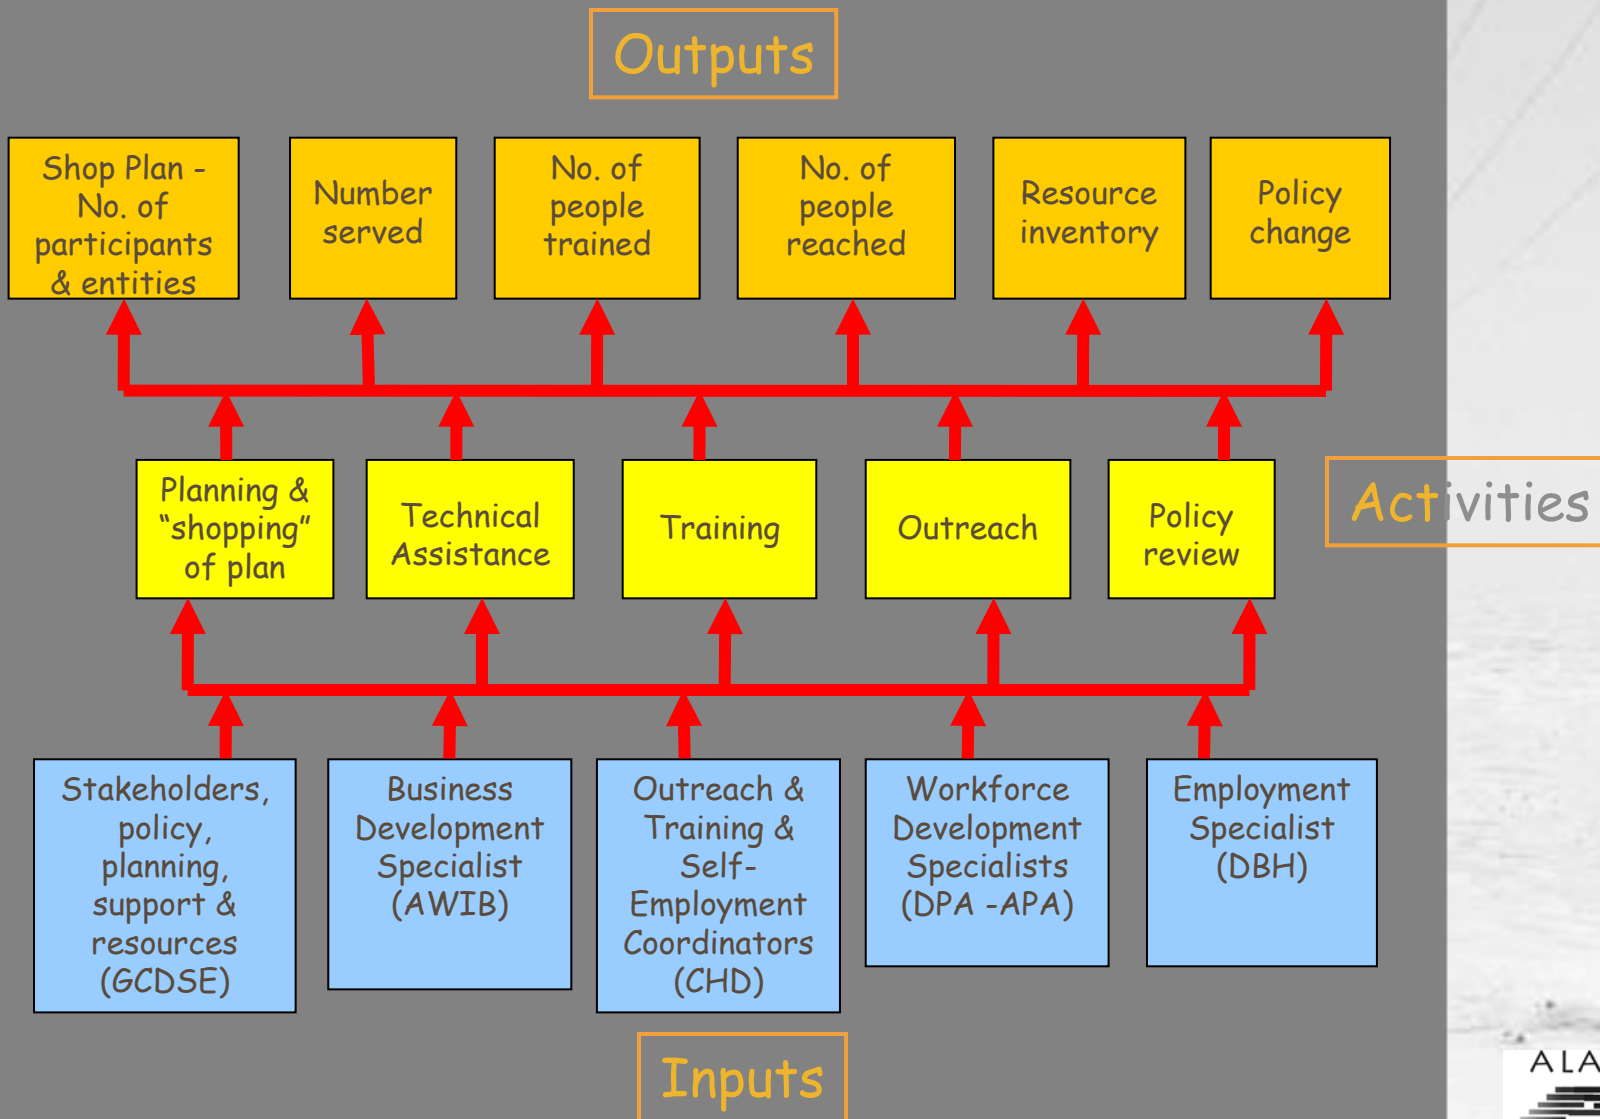 Outputs
Shop Plan -
No. of
participants
& entities
Number
served
No. of
people
trained
No. of
people
reached
Resource
inventory
Policy
change
Planning &
“shopping”
of plan
Technical
Assistance
Training
Outreach
Policy
review
Activities
Stakeholders,
policy,
planning,
support &
resources
(GCDSE)
Business
Development
Specialist
(AWIB)
Outreach &
Training &
Self-
Employment
Coordinators
(CHD)
Workforce
Development
Specialists
(DPA -APA)
Employment
Specialist
(DBH)
Inputs